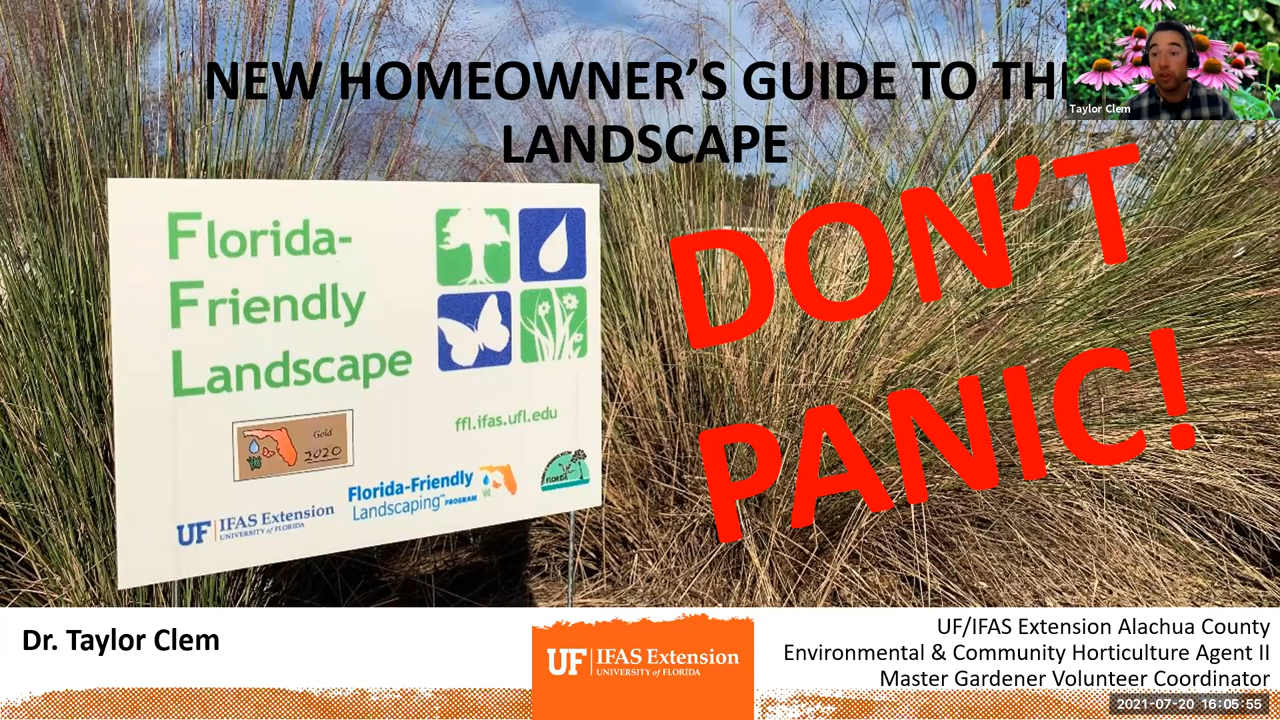 NEW HOMEOWNER’S GUIDE TO TH
LANDSCAPE
Taylor Clem
DON’T
PANIC!
Florida-
Friendly
Landscape
ffl.ifas.ufl.edu
Gold
2020
Florida-Friendly
Landscaping™ PROGRAM
FLORIDA
UF IFAS Extension
UNIVERSITY of FLORIDA
Dr. Taylor Clem
UF IFAS Extension
UNIVERSITY of FLORIDA
UF/IFAS Extension Alachua County
Environmental & Community Horticulture Agent II
Master Gardener Volunteer Coordinator
2021-07-20 16:05:55